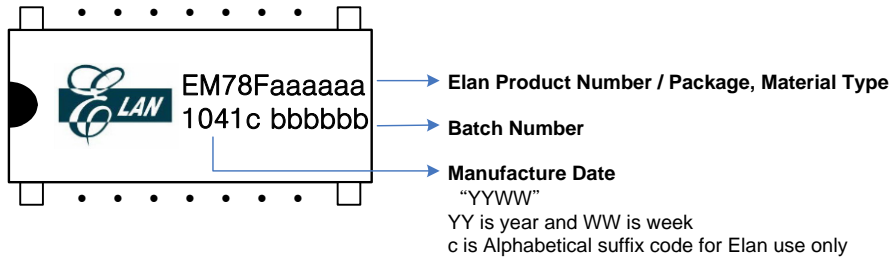 ELAN
EM78Faaaaaa
1041c bbbbbb
Elan Product Number / Package, Material Type
Batch Number
Manufacture Date
“YYWW”
YY is year and WW is week
c is Alphabetical suffix code for Elan use only